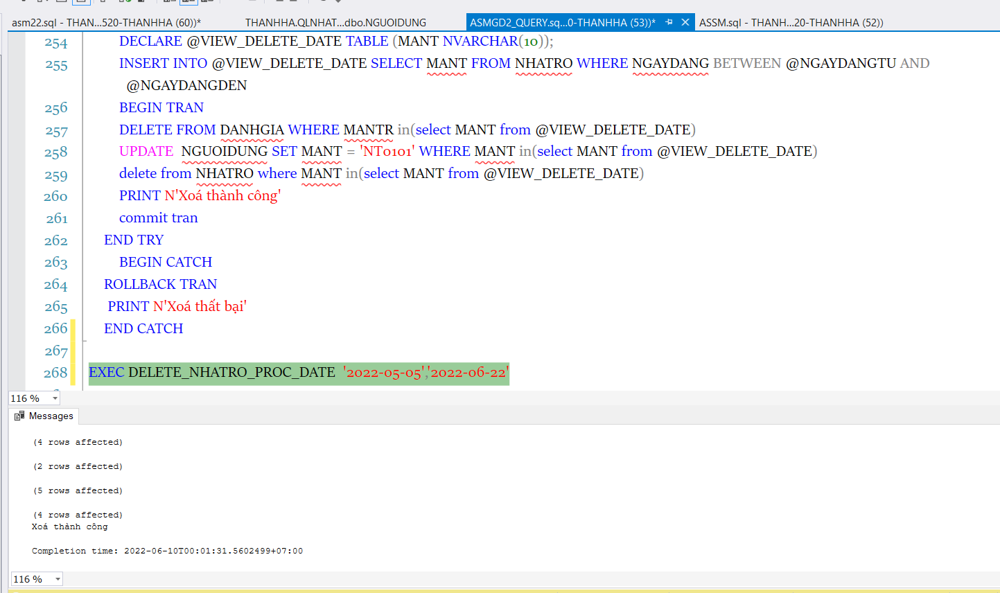 asm22.sql - THAN...520-THANHHA (60))*
THANHHA.QLNHAT...dbo.NGUOIDUNG
ASMGD2_QUERY.sq...0-THANHHA (53))*
ASSM.sql - THANH...20-THANHHA (52))
254 DECLARE @VIEW_DELETE_DATE TABLE (MANT NVARCHAR(10));
255 INSERT INTO @VIEW_DELETE_DATE SELECT MANT FROM NHATRO WHERE NGAYDANG BETWEEN @NGAYDANGTU AND
@NGAYDANGDEN
256 BEGIN TRAN
257 DELETE FROM DANHGIA WHERE MANTR in(select MANT from @VIEW_DELETE_DATE)
258 UPDATE NGUOIDUNG SET MANT = 'NT0101' WHERE MANT in(select MANT from @VIEW_DELETE_DATE)
259 delete from NHATRO where MANT in(select MANT from @VIEW_DELETE_DATE)
260 PRINT N'Xoá thành công'
261 commit tran
262 END TRY
263 BEGIN CATCH
264 ROLLBACK TRAN
265 PRINT N'Xoá thất bại'
266 END CATCH
267
268 EXEC DELETE_NHATRO_PROC_DATE '2022-05-05','2022-06-22'
116 %
Messages
(4 rows affected)
(2 rows affected)
(5 rows affected)
(4 rows affected)
Xoá thành công
Completion time: 2022-06-10T00:01:31.5602499+07:00
116 %